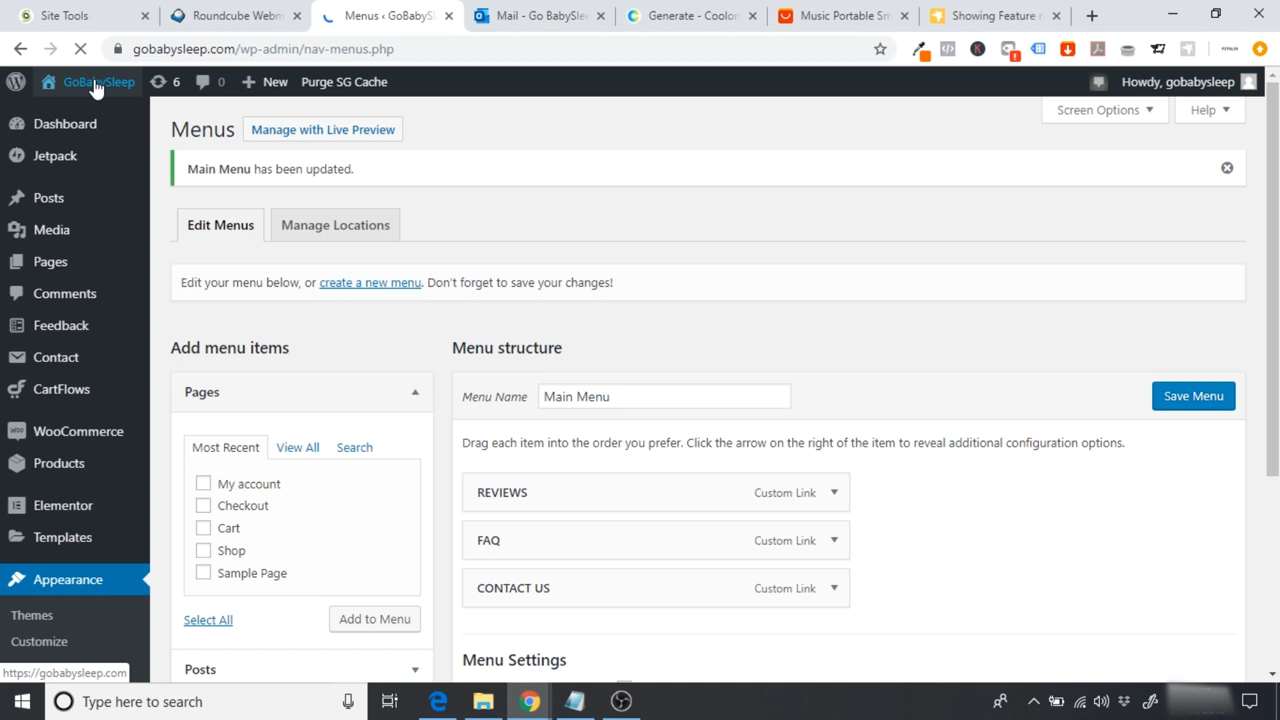 Site Tools
Roundcube Webm
Menus ‹ GoBabySl
Mail - Go BabySle
Generate - Coolor
Music Portable Sm
Showing Feature
gobabysleep.com/wp-admin/nav-menus.php
GoBabySleep
6
0
New
Purge SG Cache
Howdy, gobabysleep
Dashboard
Jetpack
Posts
Media
Pages
Comments
Feedback
Contact
CartFlows
WooCommerce
Products
Elementor
Templates
Appearance
Themes
Customize
Screen Options
Help
Menus
Manage with Live Preview
Main Menu has been updated.
Edit Menus
Manage Locations
Edit your menu below, or create a new menu. Don't forget to save your changes!
Add menu items
Pages
Most Recent
View All
Search
My account
Checkout
Cart
Shop
Sample Page
Select All
Add to Menu
Posts
Menu structure
Menu Name
Main Menu
Save Menu
Drag each item into the order you prefer. Click the arrow on the right of the item to reveal additional configuration options.
REVIEWS
Custom Link
FAQ
Custom Link
CONTACT US
Custom Link
Menu Settings
https://gobabysleep.com
Type here to search